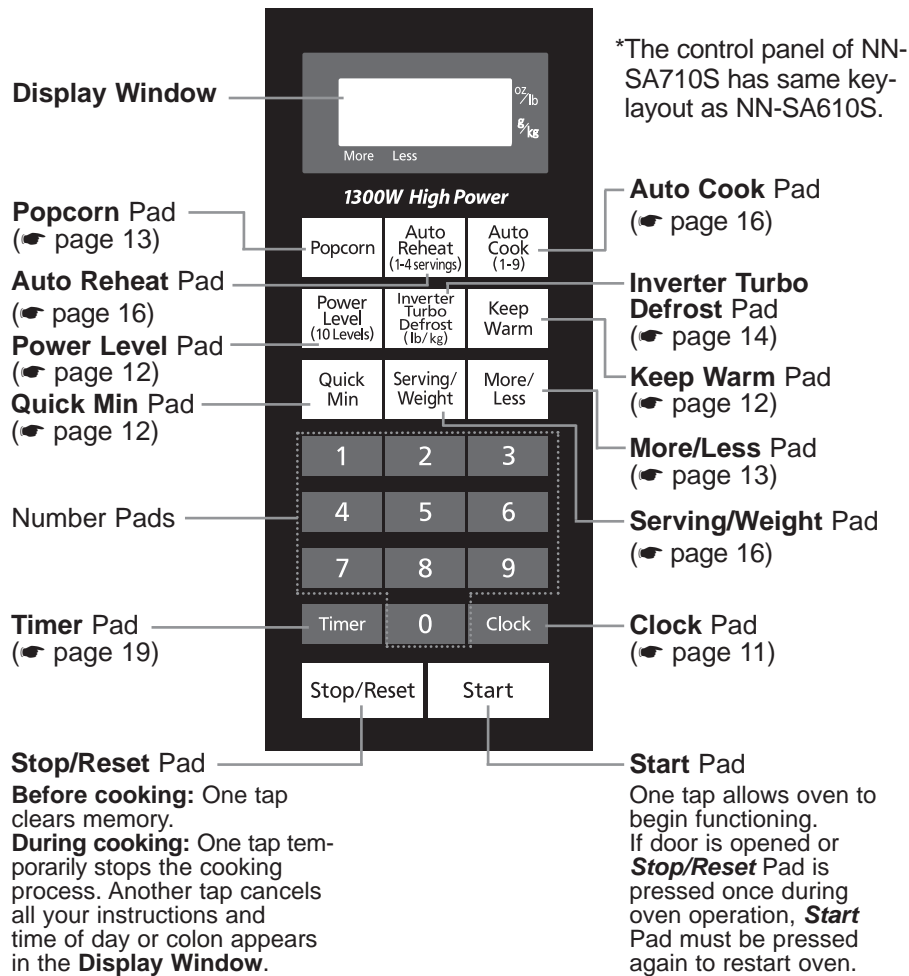 Display Window
oz/lb
g/kg
More Less
*The control panel of NN-
SA710S has same key-
layout as NN-SA610S.
1300W High Power
Popcorn
Auto
Reheat
(1-4 servings)
Auto
Cook
(1-9)
Power
Level
(10 Levels)
Inverter
Turbo
Defrost
(lb/kg)
Keep
Warm
Quick
Min
Serving/
Weight
More/
Less
1 2 3
4 5 6
7 8 9
Timer 0 Clock
Stop/Reset Start
Popcorn Pad
(☛ page 13)
Auto Reheat Pad
(☛ page 16)
Power Level Pad
(☛ page 12)
Quick Min Pad
(☛ page 12)
Number Pads
Timer Pad
(☛ page 19)
Auto Cook Pad
(☛ page 16)
Inverter Turbo
Defrost Pad
(☛ page 14)
Keep Warm Pad
(☛ page 12)
More/Less Pad
(☛ page 13)
Serving/Weight Pad
(☛ page 16)
Clock Pad
(☛ page 11)
Stop/Reset Pad
Before cooking: One tap
clears memory.
During cooking: One tap tem-
porarily stops the cooking
process. Another tap cancels
all your instructions and
time of day or colon appears
in the Display Window.
Start Pad
One tap allows oven to
begin functioning.
If door is opened or
Stop/Reset Pad is
pressed once during
oven operation, Start
Pad must be pressed
again to restart oven.